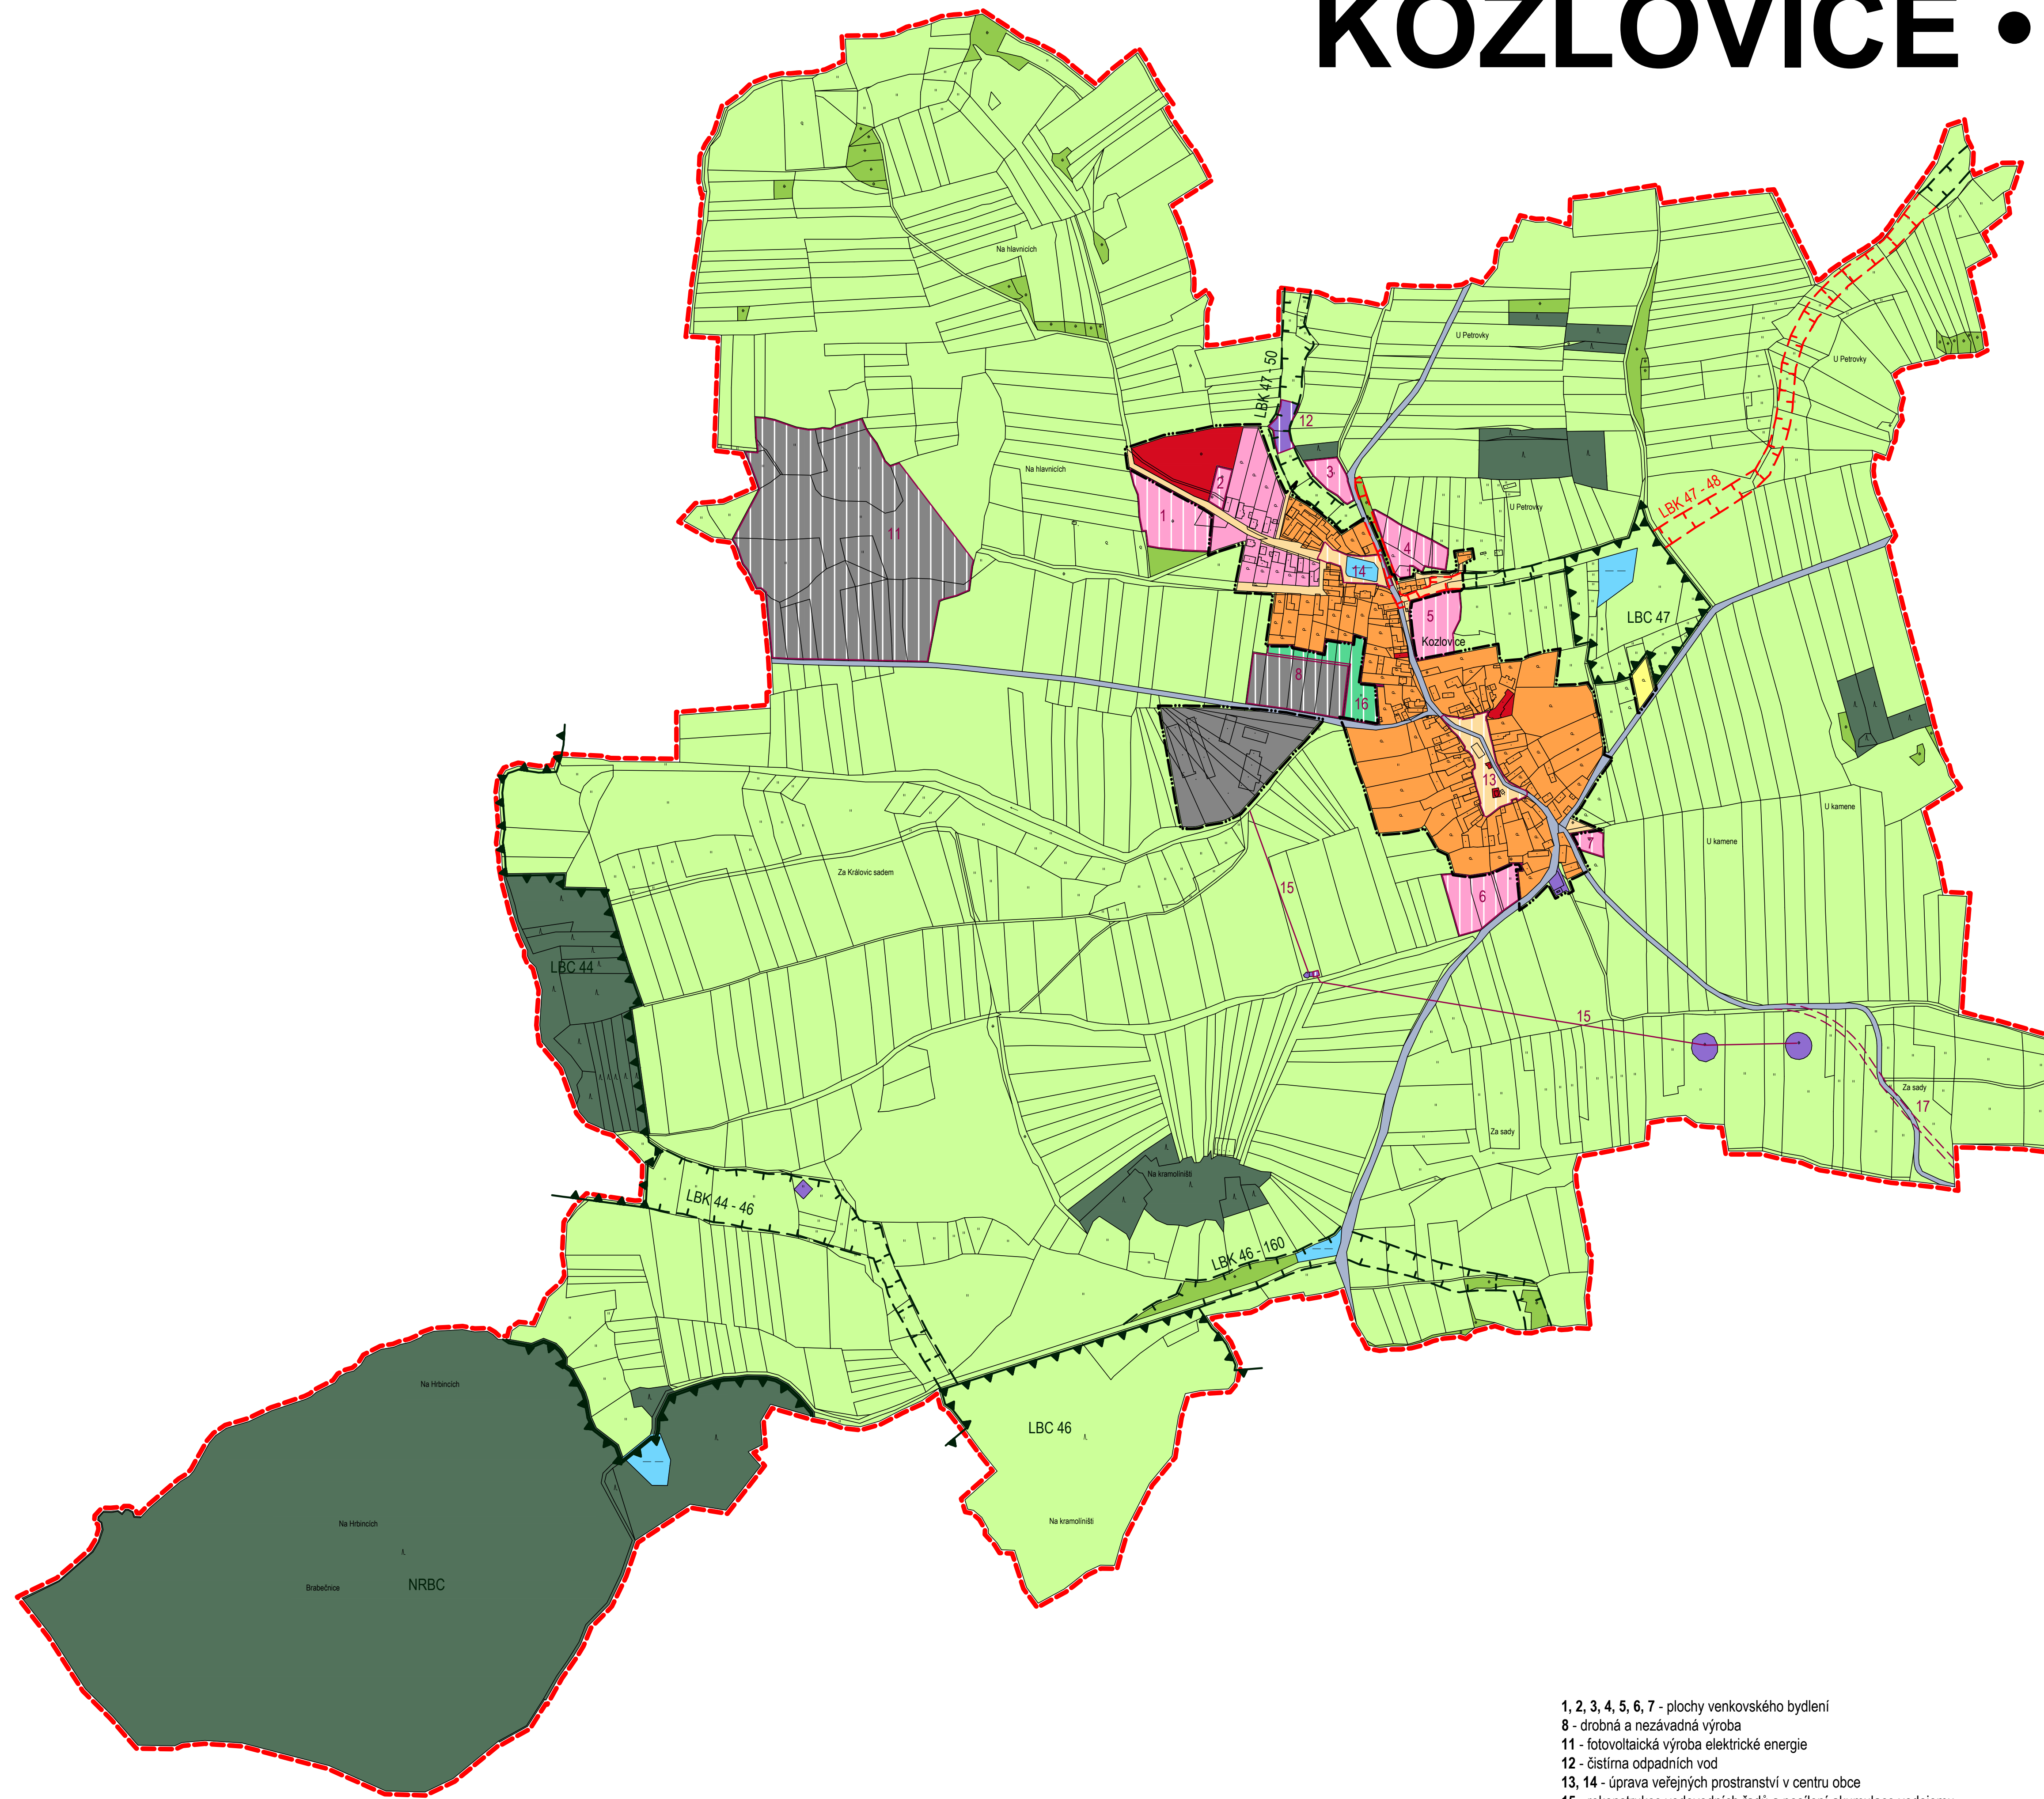 KOZLOVICE •
Na hlavnicích
U Petrovky
U Petrovky
LBK 47 - 50
12
Na hlavnicích
3
2
1
U Petrovky
LBK 47 - 48
11
4
14
5
LBC 47
Kozlovice
8
16
13
U kamene
U kamene
7
Za Královic sadem
15
6
LBC 44
15
Za sady
17
Za sady
Na kramolíništi
LBK 44 - 46
LBK 46 - 160
Na Hrbincích
LBC 46
Na Hrbincích
Na kramolíništi
Brabečnice
NRBC
1, 2, 3, 4, 5, 6, 7 - plochy venkovského bydlení
8 - drobná a nezávadná výroba
11 - fotovoltaická výroba elektrické energie
12 - čistírna odpadních vod
13, 14 - úprava veřejných prostranství v centru obce